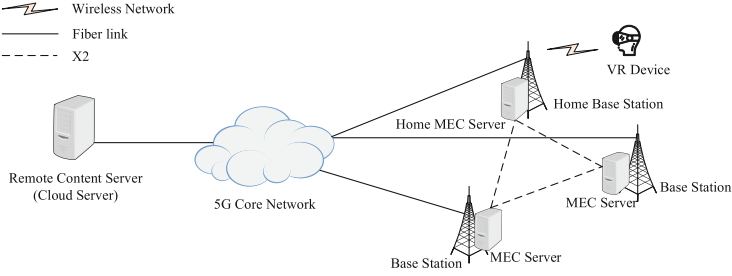 Wireless Network
Fiber link
X2
VR Device
Home Base Station
Home MEC Server
Remote Content Server
(Cloud Server)
5G Core Network
MEC Server
Base Station
MEC Server
Base Station